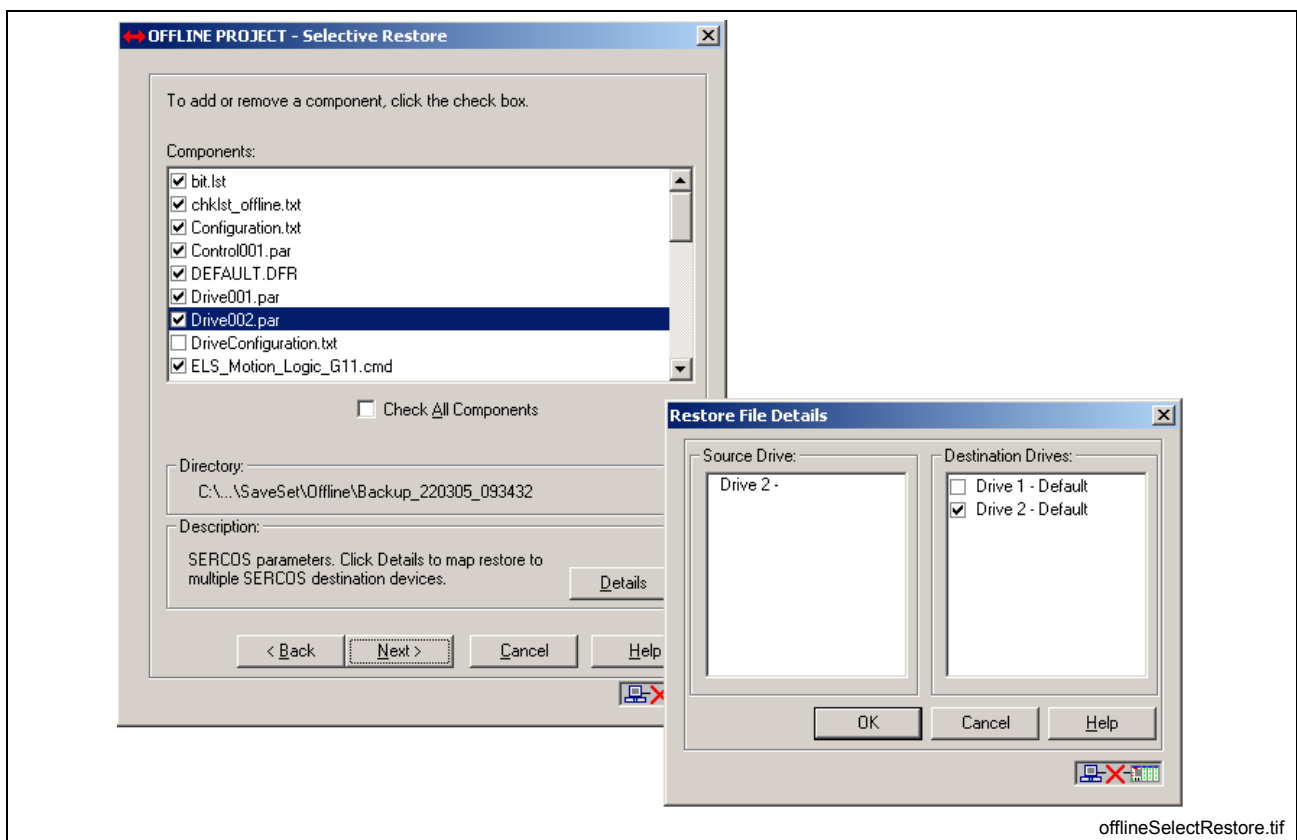 OFFLINE PROJECT - Selective Restore
To add or remove a component, click the check box.
Components:
bit.lst
chklst_offline.txt
Configuration.txt
Control001.par
DEFAULT.DFR
Drive001.par
Drive002.par
DriveConfiguration.txt
ELS_Motion_Logic_G11.cmd
Check All Components
Directory:
C:\...\SaveSet\Offline\Backup_220305_093432
Description:
SERCOS parameters. Click Details to map restore to
multiple SERCOS destination devices.
Details
< Back Next > Cancel Help
Restore File Details
Source Drive:
Drive 2 -
Destination Drives:
Drive 1 - Default
Drive 2 - Default
OK Cancel Help
offlineSelectRestore.tif